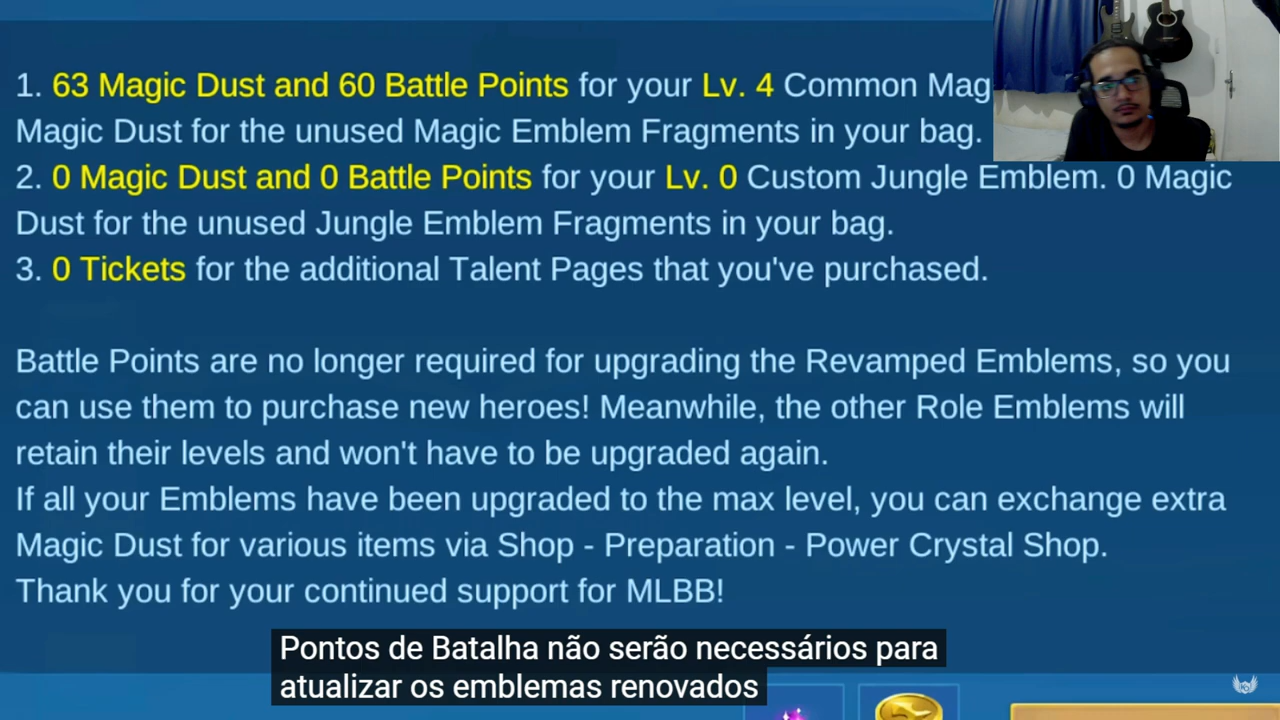 1. 63 Magic Dust and 60 Battle Points for your Lv. 4 Common
Magic Dust for the unused Magic Emblem Fragments in your bag.
2. 0 Magic Dust and 0 Battle Points for your Lv. 0 Custom Jungle Emblem. 0 Magic
Dust for the unused Jungle Emblem Fragments in your bag.
3. 0 Tickets for the additional Talent Pages that you've purchased.
Battle Points are no longer required for upgrading the Revamped Emblems, so you
can use them to purchase new heroes! Meanwhile, the other Role Emblems will
retain their levels and won't have to be upgraded again.
If all your Emblems have been upgraded to the max level, you can exchange extra
Magic Dust for various items via Shop - Preparation - Power Crystal Shop.
Thank you for your continued support for MLBB!
Pontos de Batalha não serão necessários para
atualizar os emblemas renovados